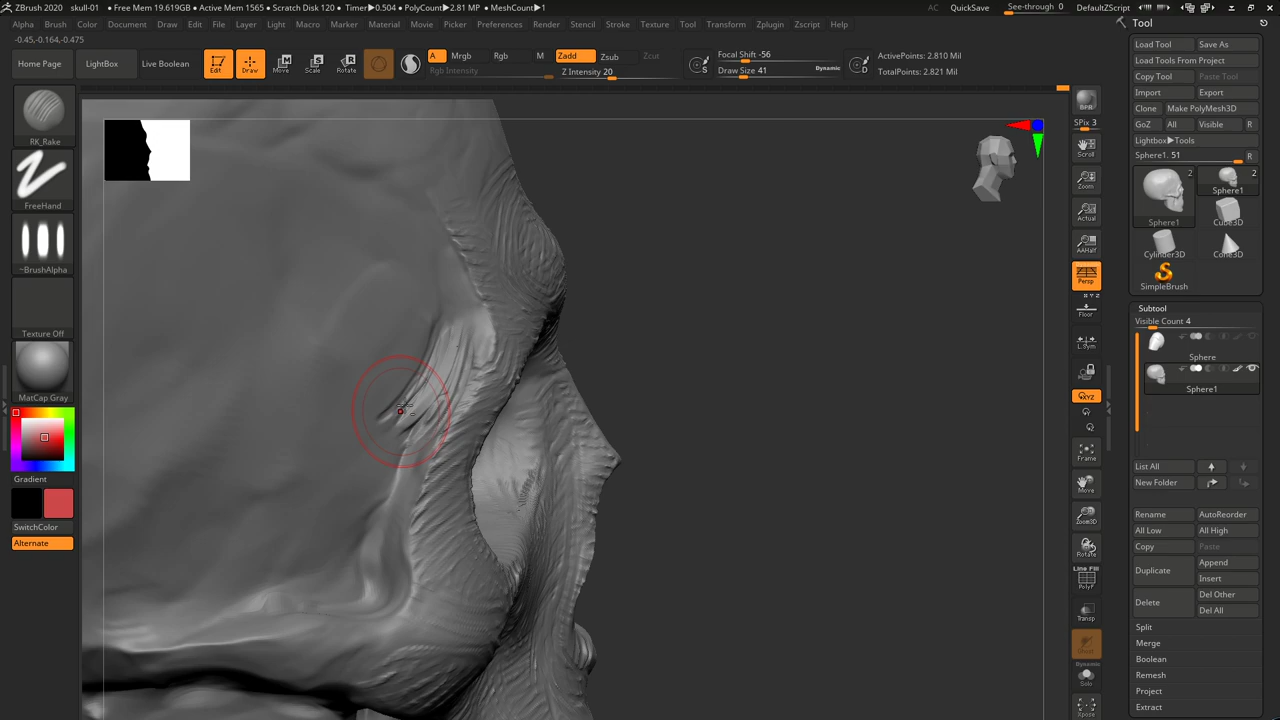 ZBrush 2020 skull-01 • Free Mem 19.619GB • Active Mem 1565 • Scratch Disk 120 • Timer▶0.504 • PolyCount▶2.81 MP • MeshCount▶1
AC QuickSave See-through 0 DefaultZScript
Alpha Brush Color Document Draw Edit File Layer Light Macro Marker Material Movie Picker Preferences Render Stencil Stroke Texture Tool Transform Zplugin Zscript Help
-0.45,-0.164,-0.475
Home Page
LightBox
Live Boolean
Edit
Draw
Move
Scale
Rotate
A Mrgb Rgb M
Rgb Intensity
Zadd Zsub Zcut
Z Intensity 20
S
Focal Shift -56
Draw Size 41
Dynamic
D
ActivePoints: 2.810 Mil
TotalPoints: 2.821 Mil
RK_Rake
FreeHand
~BrushAlpha
Texture Off
MatCap Gray
Gradient
SwitchColor
Alternate
BPR
SPix 3
Scroll
Zoom
Actual
AAHalf
Persp
Floor
L.Sym
XYZ
Frame
Move
Zoom3D
Rotate
Line Fill
PolyF
Transp
Ghost
Dynamic
Solo
Xpose
Tool
Load Tool Save As
Load Tools From Project
Copy Tool Paste Tool
Import Export
Clone Make PolyMesh3D
GoZ All Visible R
Lightbox▶Tools
Sphere1. 51 R
2 2
Sphere1
Sphere1 Cube3D
Cylinder3D Cone3D
SimpleBrush
Subtool
Visible Count 4
Sphere
Sphere1
List All
New Folder
Rename AutoReorder
All Low All High
Copy Paste
Duplicate Append
Insert
Delete Del Other
Del All
Split
Merge
Boolean
Remesh
Project
Extract